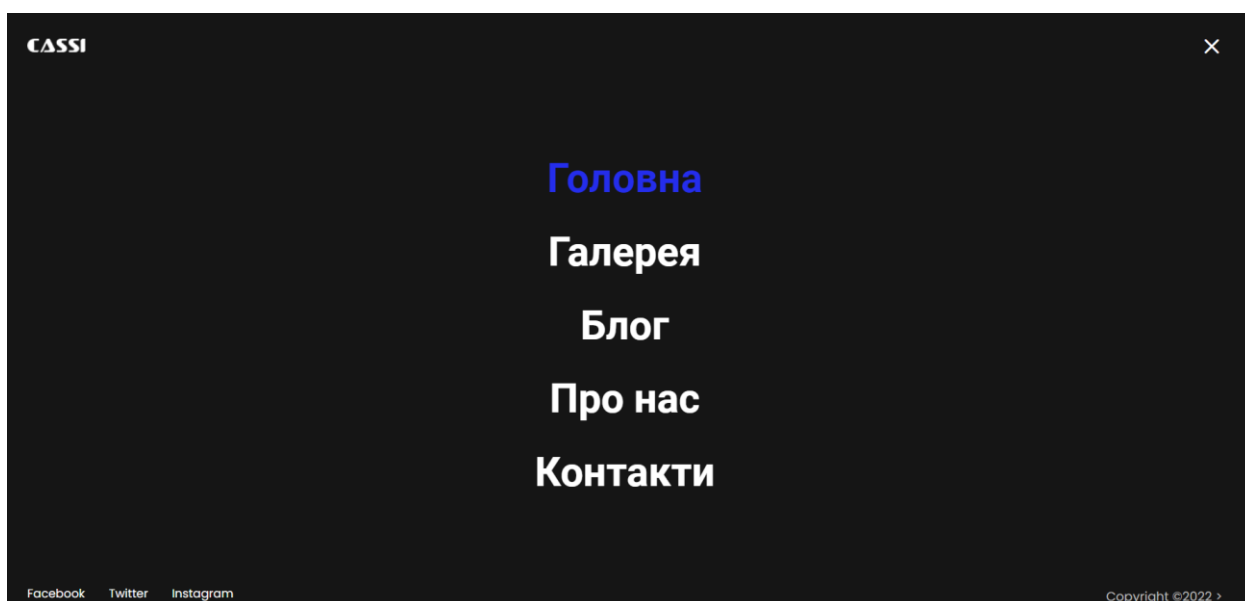 CASSI
Головна
Галерея
Блог
Про нас
Контакти
Facebook Twitter Instagram
Copyright ©2022 >